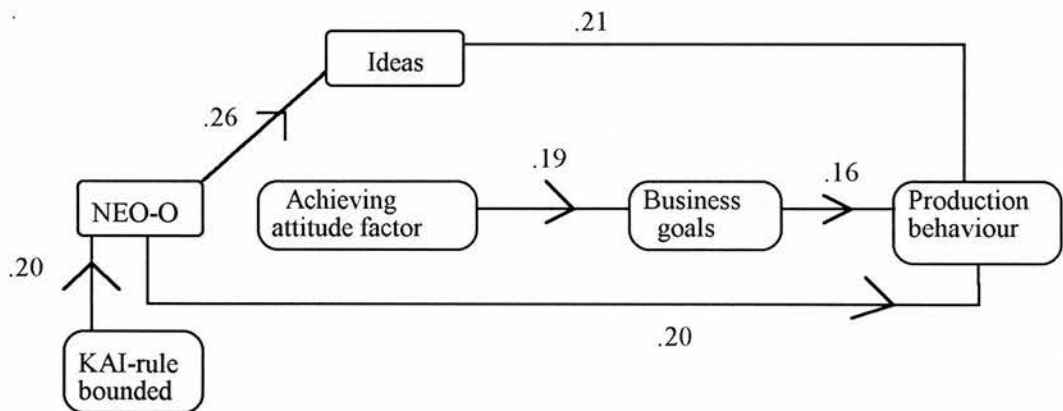 .21
Ideas
.26
.19
.16
NEO-O
Achieving
attitude factor
Business
goals
Production
behaviour
.20
.20
KAI-rule
bounded